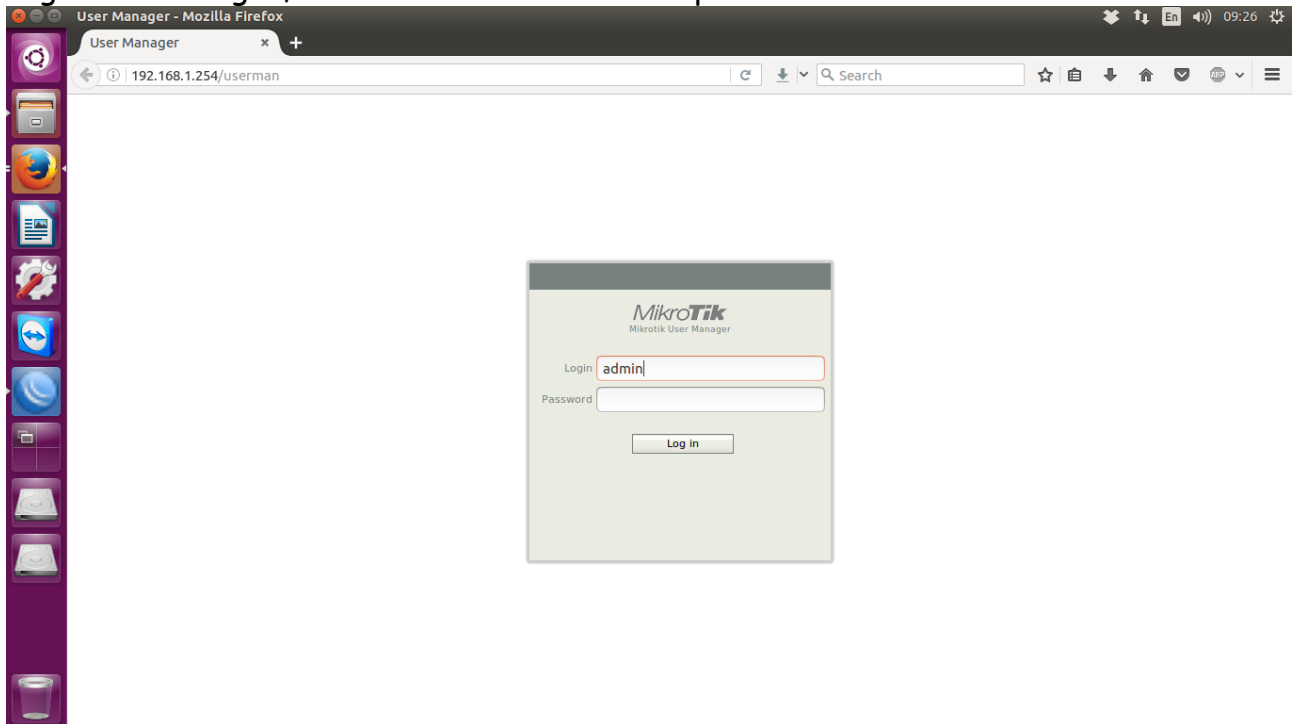 User Manager - Mozilla Firefox
En
09:26
User Manager × +
192.168.1.254/userman
Search
ABP
MikroTik
Mikrotik User Manager
Login admin
Password
Log in